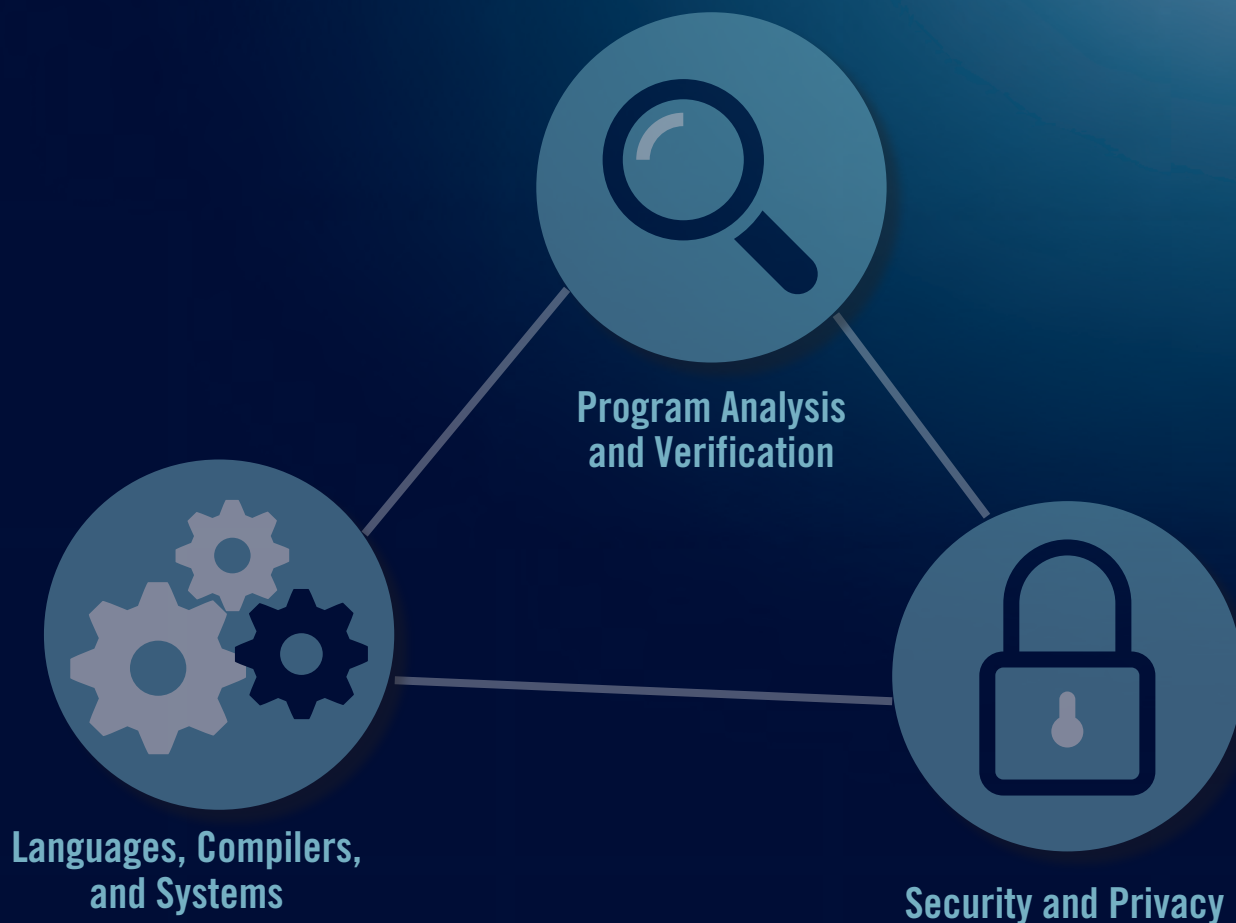 Program Analysis
and Verification
Languages, Compilers,
and Systems
Security and Privacy